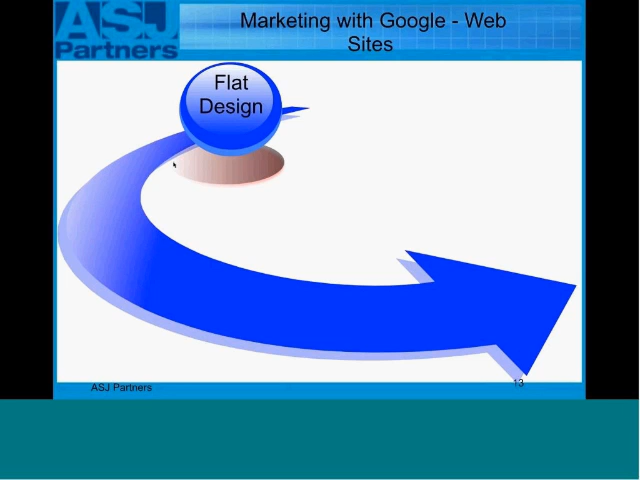 ASJ
Partners
Marketing with Google - Web
Sites
Flat
Design
ASJ Partners
13